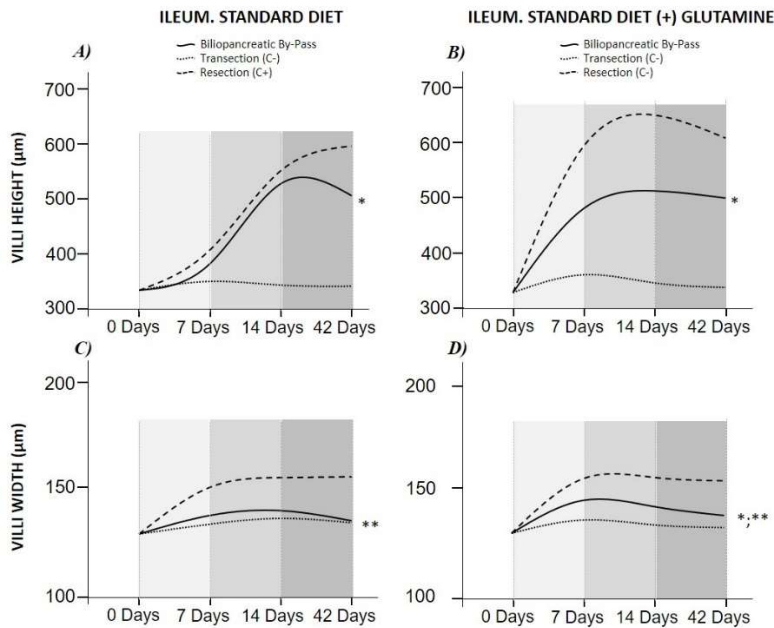 ILEUM. STANDARD DIET
A)
Biliopancreatic By-Pass
Transection (C-)
Resection (C+)
VILLI HEIGHT (µm)
700
600
500
400
300
*
0 Days 7 Days 14 Days 42 Days
ILEUM. STANDARD DIET (+) GLUTAMINE
B)
Biliopancreatic By-Pass
Transection (C-)
Resection (C-)
700
600
500
400
300
*
0 Days 7 Days 14 Days 42 Days
C)
VILLI WIDTH (µm)
200
150
100
**
0 Days 7 Days 14 Days 42 Days
D)
200
150
100
*;**
0 Days 7 Days 14 Days 42 Days